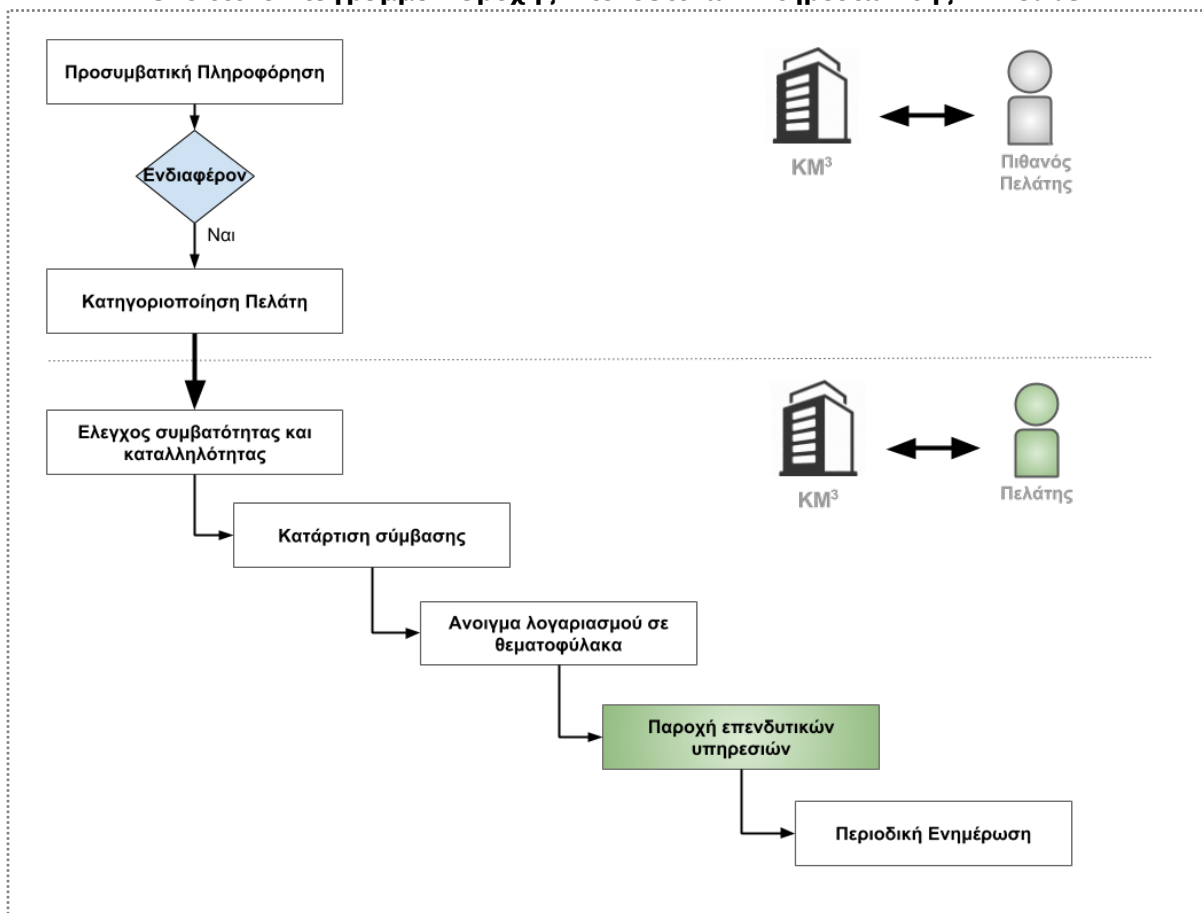 Προσυμβατική Πληροφόρηση
Ενδιαφέρον
Ναι
Κατηγοριοποίηση Πελάτη
KM³
Πιθανός
Πελάτης
Ελεγχος συμβατότητας και
καταλληλότητας
KM³
Πελάτης
Κατάρτιση σύμβασης
Ανοιγμα λογαριασμού σε
θεματοφύλακα
Παροχή επενδυτικών
υπηρεσιών
Περιοδική Ενημέρωση